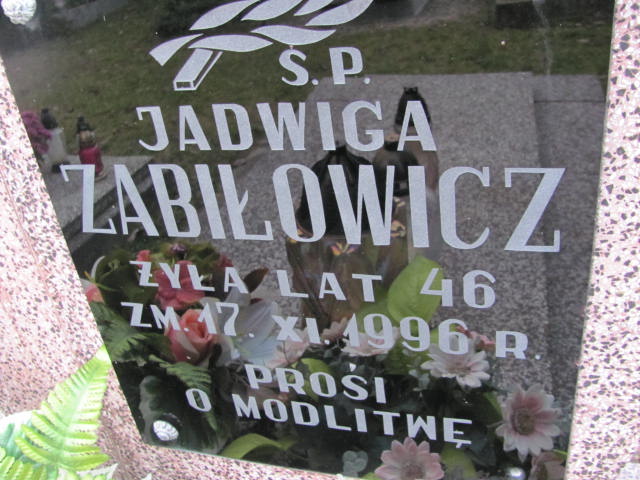 Ś.P.
JADWIGA
ZABIŁOWICZ
ŻYŁA LAT 46
ZM. 17. XI. 1996 R.
PROSI
O MODLITWĘ